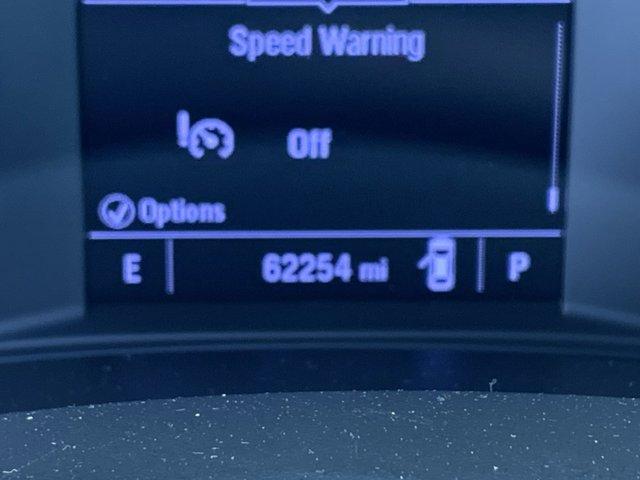 Speed Warning
Off
Options
E 62254 mi P